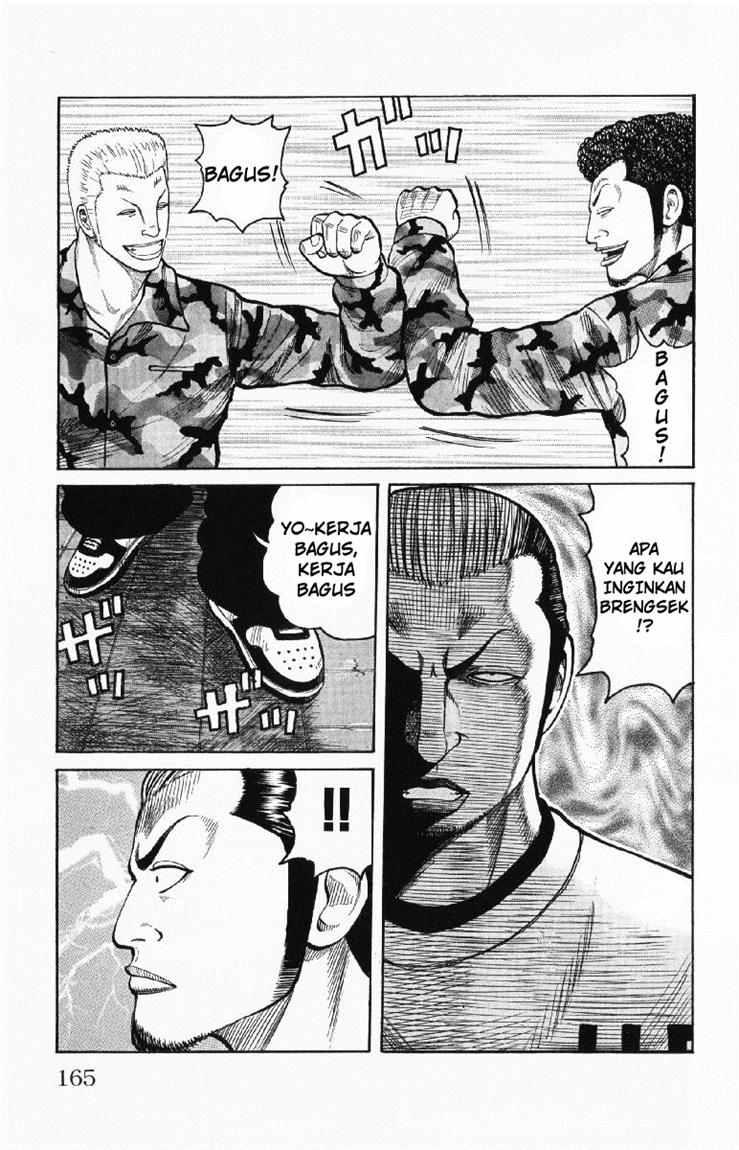 BAGUS!
ガッ
BAGUS!
APA
YANG KAU
INGINKAN
BRENGSEK
!?
YO~KERJA
BAGUS,
KERJA
BAGUS
ザッ
ザッ
!!
165